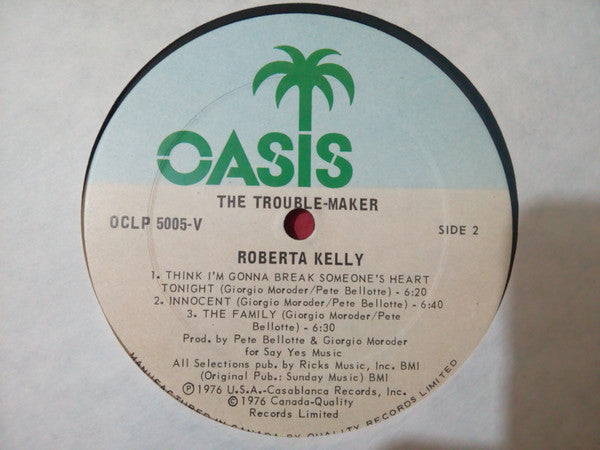 OASIS
THE TROUBLE-MAKER
OCLP 5005-V
SIDE 2
ROBERTA KELLY
1. THINK I'M GONNA BREAK SOMEONE'S HEART
TONIGHT (Giorgio Moroder/Pete Bellotte) - 6:20
2. INNOCENT (Giorgio Moroder/Pete Bellotte) - 6:40
3. THE FAMILY (Giorgio Moroder/Pete
Bellotte) - 6:30
Prod. by Pete Bellotte & Giorgio Moroder
for Say Yes Music
All Selections pub. by Ricks Music, Inc. BMI
(Original Pub.: Sunday Music) BMI
Ⓟ 1976 U.S.A.-Casablanca Records, Inc.
© 1976 Canada-Quality
Records Limited
MANUFACTURED IN CANADA BY QUALITY RECORDS LIMITED